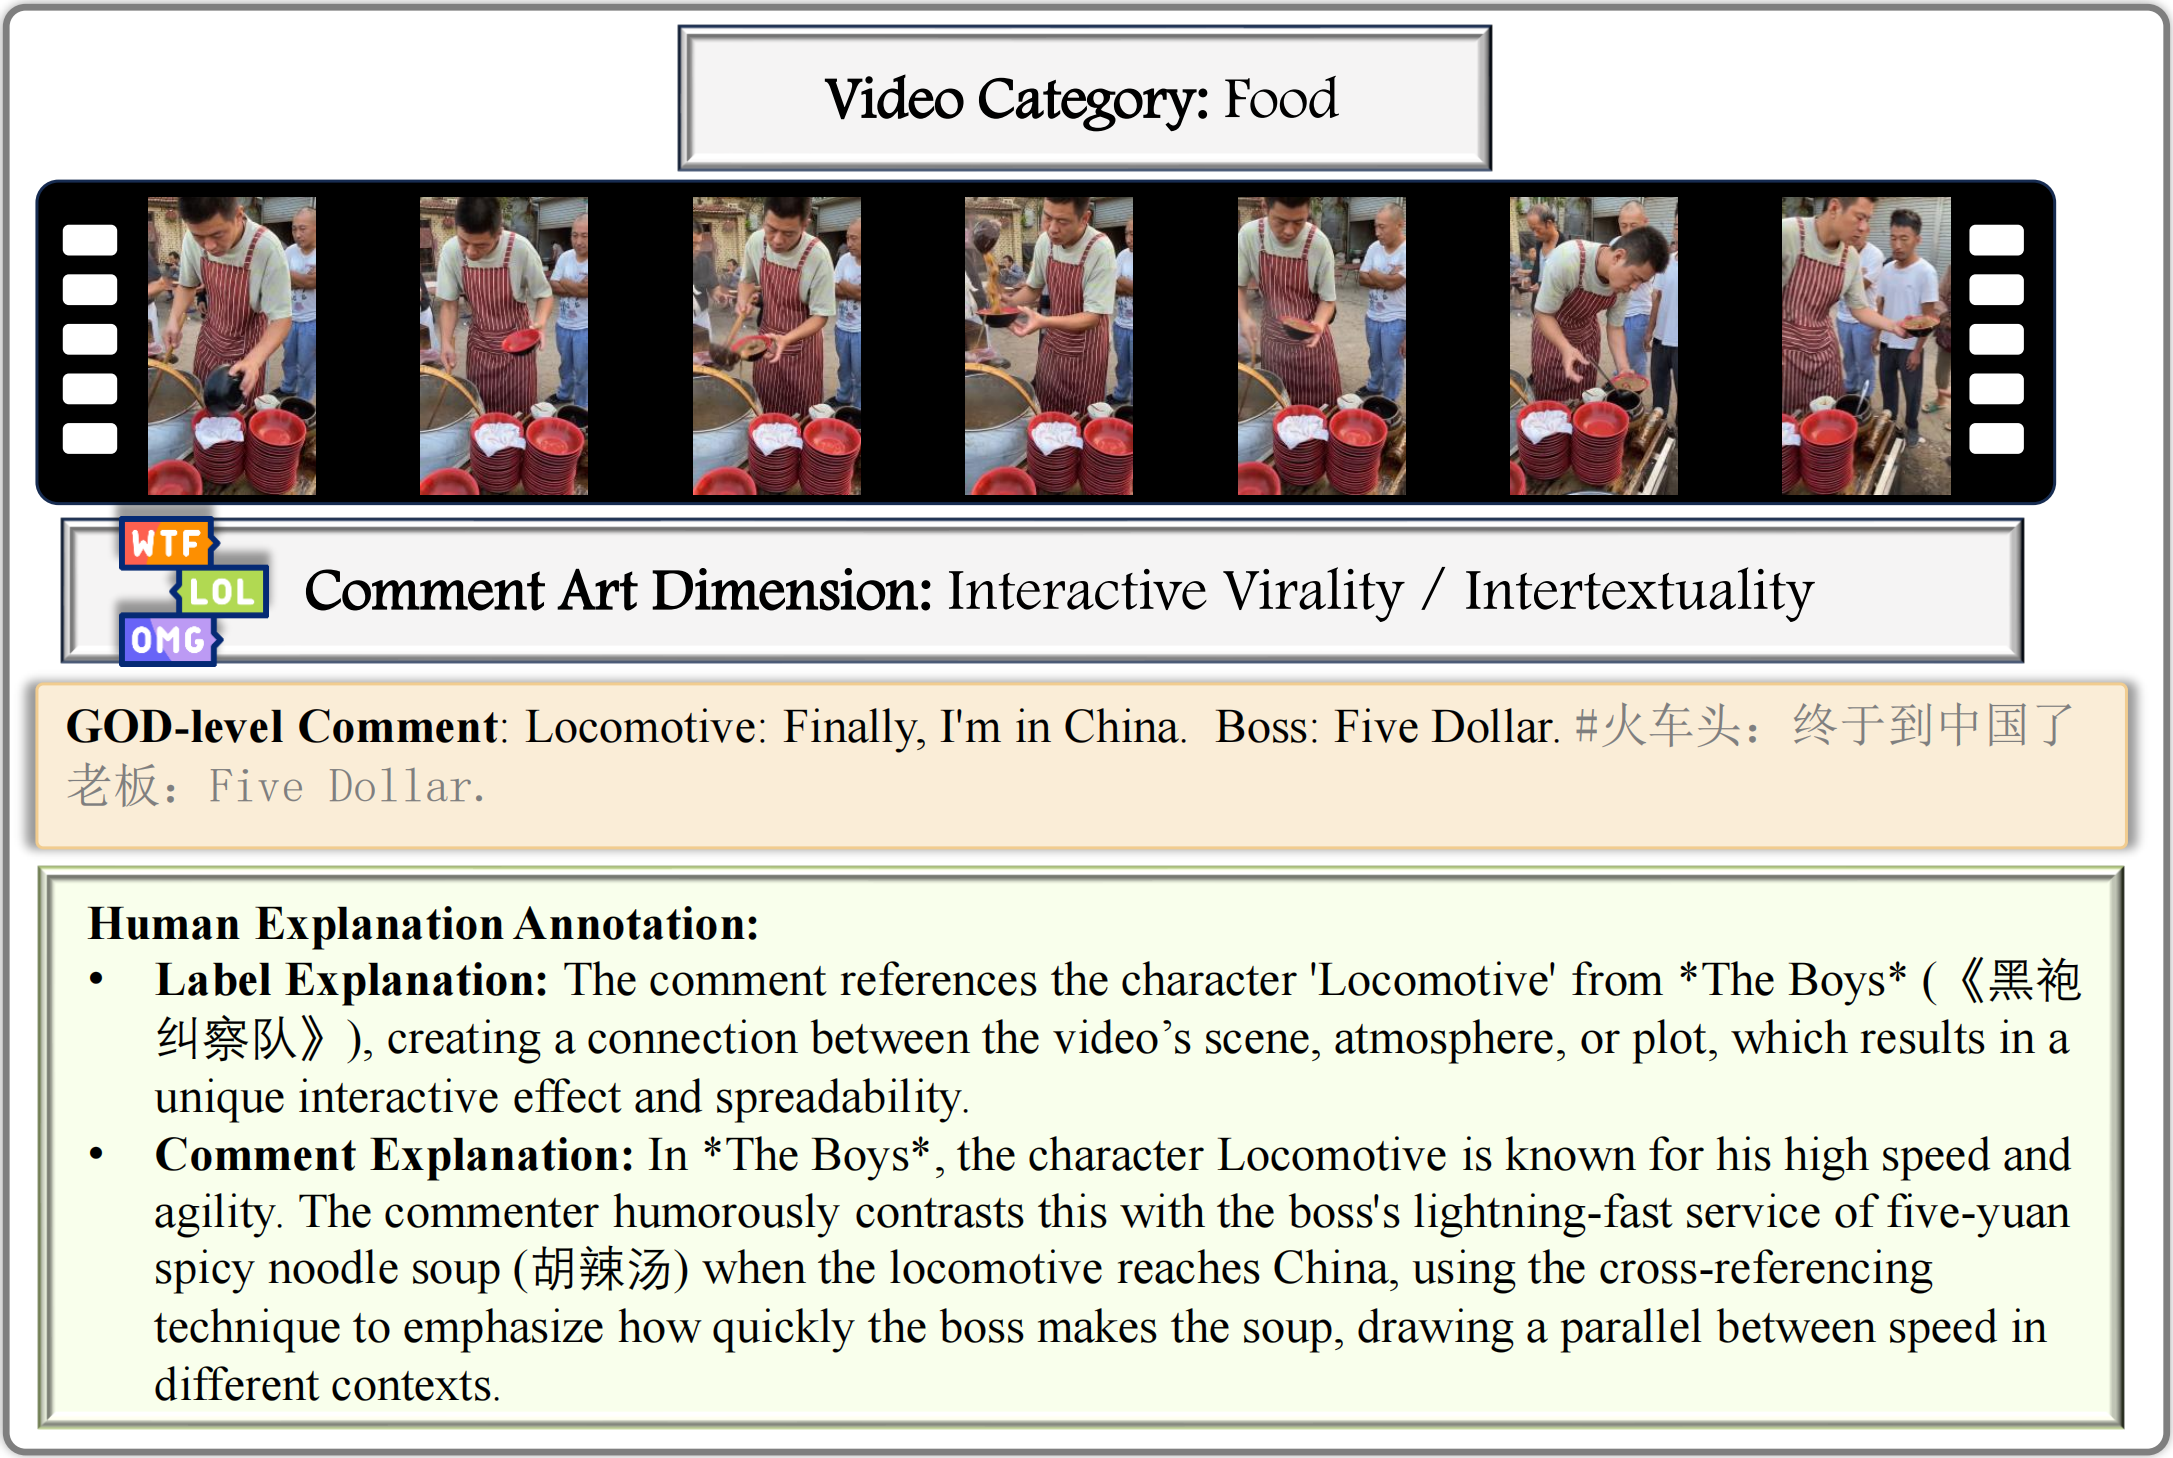 Video Category: Food
WTF
LOL
OMG
Comment Art Dimension: Interactive Virality / Intertextuality
GOD-level Comment: Locomotive: Finally, I'm in China.  Boss: Five Dollar. #火车头：终于到中国了
老板：Five Dollar.
Human Explanation Annotation:
• Label Explanation: The comment references the character 'Locomotive' from *The Boys* (《黑袍
纠察队》), creating a connection between the video’s scene, atmosphere, or plot, which results in a
unique interactive effect and spreadability.
• Comment Explanation: In *The Boys*, the character Locomotive is known for his high speed and
agility. The commenter humorously contrasts this with the boss's lightning-fast service of five-yuan
spicy noodle soup (胡辣汤) when the locomotive reaches China, using the cross-referencing
technique to emphasize how quickly the boss makes the soup, drawing a parallel between speed in
different contexts.